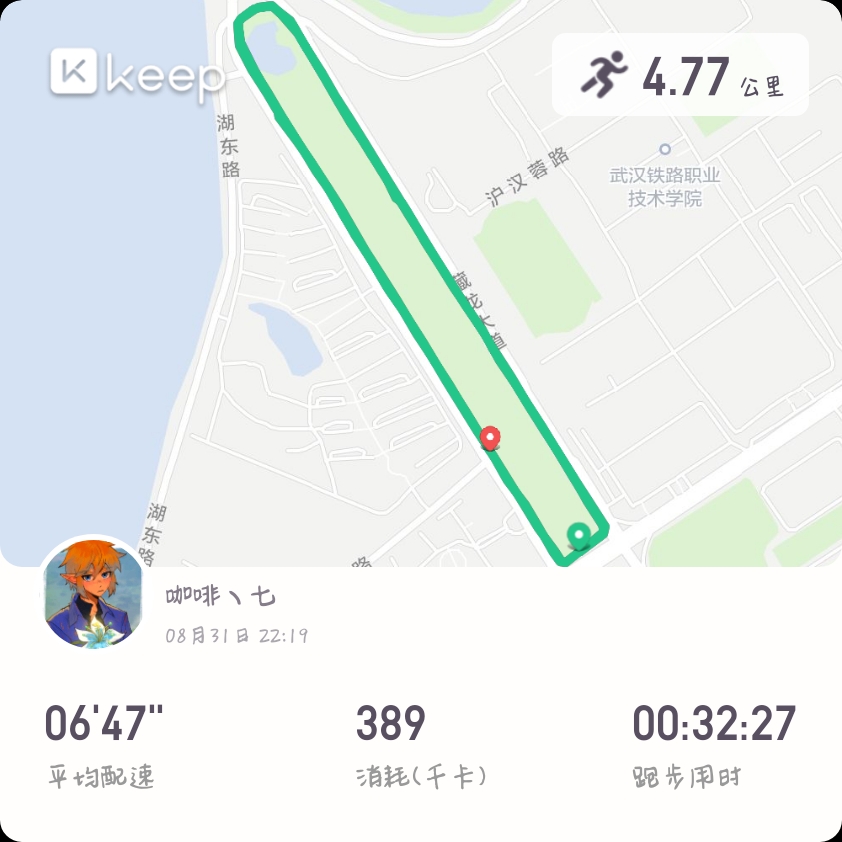 keep
4.77 公里
湖东路
沪汉蓉路
武汉铁路职业
技术学院
藏龙大道
湖东路
路
咖啡丶七
08月31日 22:19
06'47"
389
00:32:27
平均配速
消耗(千卡)
跑步用时